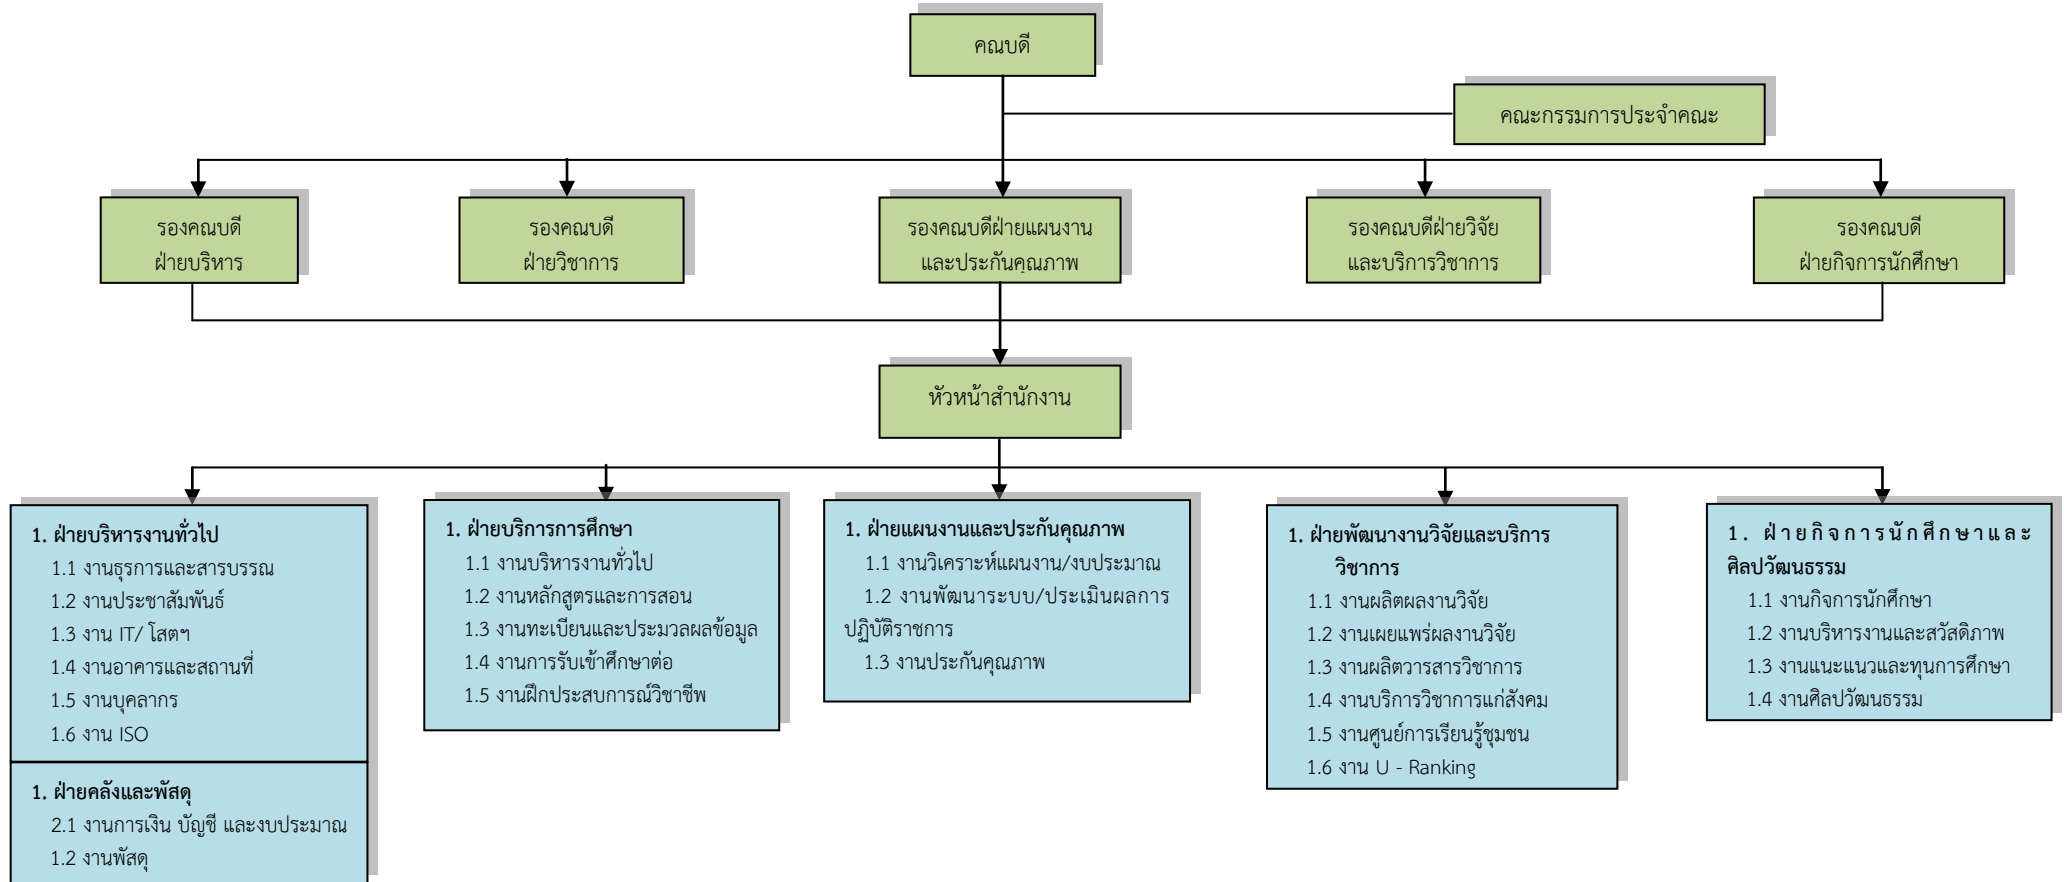 คณบดี
คณะกรรมการประจำคณะ
รองคณบดี
ฝ่ายบริหาร
รองคณบดี
ฝ่ายวิชาการ
รองคณบดีฝ่ายแผนงาน
และประกันคุณภาพ
รองคณบดีฝ่ายวิจัย
และบริการวิชาการ
รองคณบดี
ฝ่ายกิจการนักศึกษา
หัวหน้าสำนักงาน
1. ฝ่ายบริหารงานทั่วไป
1.1 งานธุรการและสารบรรณ
1.2 งานประชาสัมพันธ์
1.3 งาน IT/ โสตฯ
1.4 งานอาคารและสถานที่
1.5 งานบุคลากร
1.6 งาน ISO
1. ฝ่ายคลังและพัสดุ
2.1 งานการเงิน บัญชี และงบประมาณ
1.2 งานพัสดุ
1. ฝ่ายบริการการศึกษา
1.1 งานบริหารงานทั่วไป
1.2 งานหลักสูตรและการสอน
1.3 งานทะเบียนและประมวลผลข้อมูล
1.4 งานการรับเข้าศึกษาต่อ
1.5 งานฝึกประสบการณ์วิชาชีพ
1. ฝ่ายแผนงานและประกันคุณภาพ
1.1 งานวิเคราะห์แผนงาน/งบประมาณ
1.2 งานพัฒนาระบบ/ประเมินผลการ
ปฏิบัติราชการ
1.3 งานประกันคุณภาพ
1. ฝ่ายพัฒนางานวิจัยและบริการ
วิชาการ
1.1 งานผลิตผลงานวิจัย
1.2 งานเผยแพร่ผลงานวิจัย
1.3 งานผลิตวารสารวิชาการ
1.4 งานบริการวิชาการแก่สังคม
1.5 งานศูนย์การเรียนรู้ชุมชน
1.6 งาน U - Ranking
1. ฝ่ายกิจการนักศึกษาและ
ศิลปวัฒนธรรม
1.1 งานกิจการนักศึกษา
1.2 งานบริหารงานและสวัสดิภาพ
1.3 งานแนะแนวและทุนการศึกษา
1.4 งานศิลปวัฒนธรรม